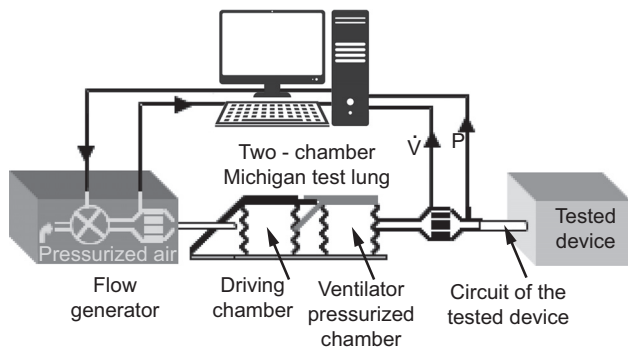 V̇
P
Two - chamber
Michigan test lung
Pressurized air
Tested
device
Flow
generator
Driving
chamber
Ventilator
pressurized
chamber
Circuit of the
tested device